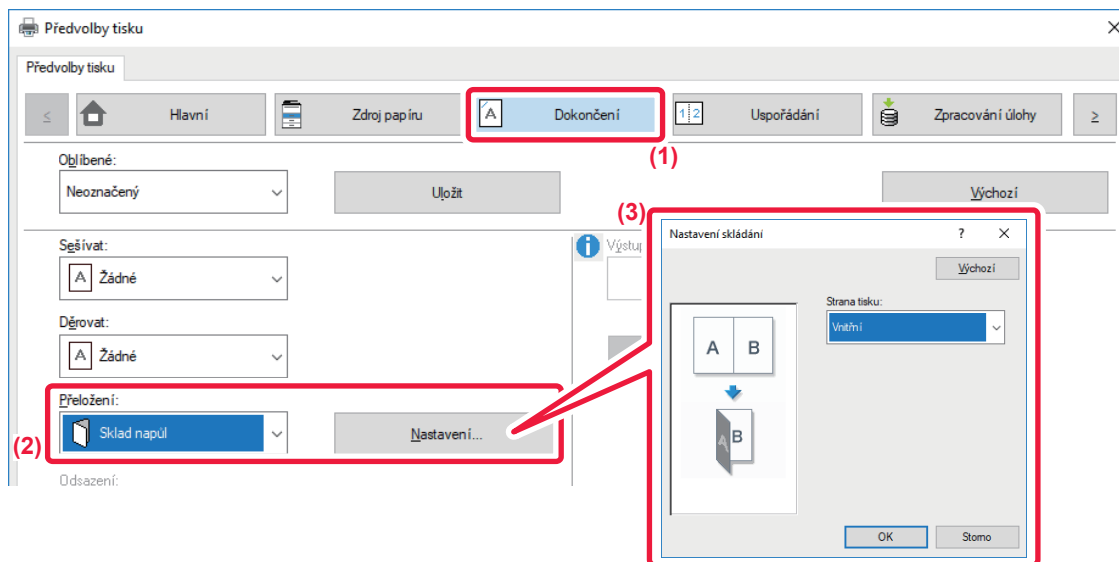 Předvolby tisku
Předvolby tisku
< Hlavní Zdroj papíru A Dokončení 1 2 Uspořádání Zpracování úlohy >
(1)
Oblíbené:
Neoznačený Uložit Výchozí
(3)
Nastavení skládání ? ×
Sešívat:
A Žádné
Výchozí
Strana tisku:
Vnitřní
Děrovat:
A Žádné
A B
Přeložení:
(2) Sklad napůl Nastavení...
A B
Odsazení:
OK Storno